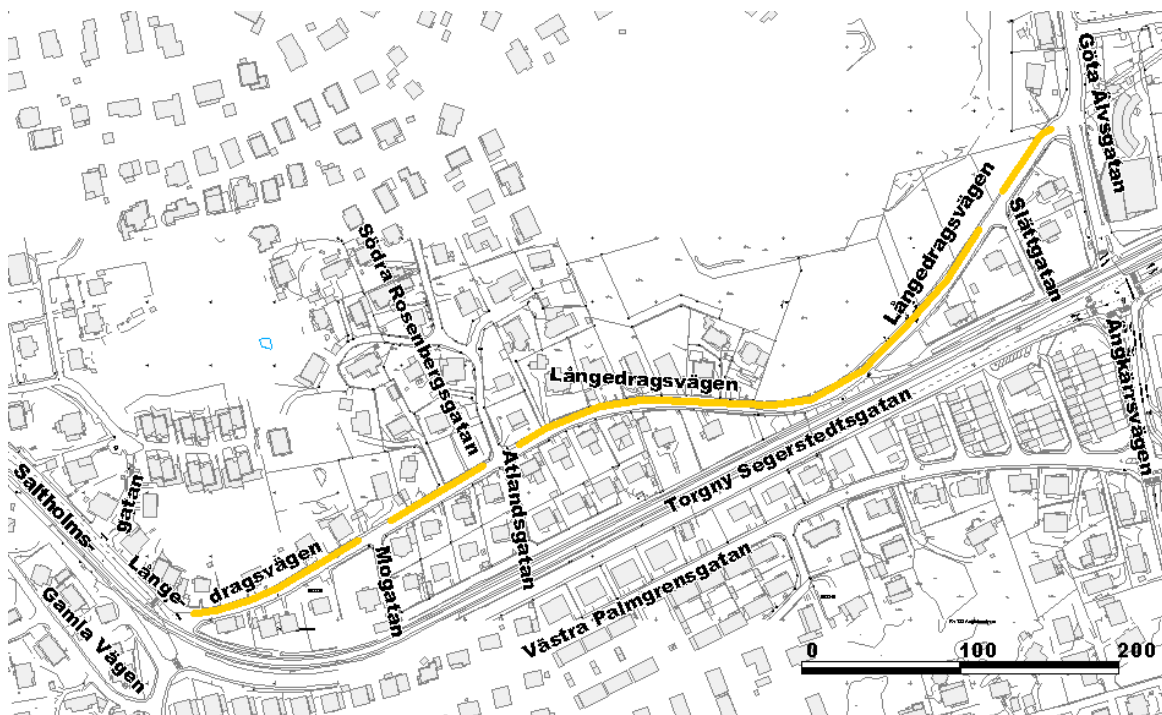 Göta Älvsgatan
Långedragsvägen
Slättgatan
Södra Rosenbergsgatan
Ängkärrsvägen
Långedragsvägen
Torgny Segerstedtsgatan
Atlandsgatan
Saltholms-
gatan
Långe-
dragsvägen
Mogatan
Gamla Vägen
Västra Palmgrensgatan
0 100 200